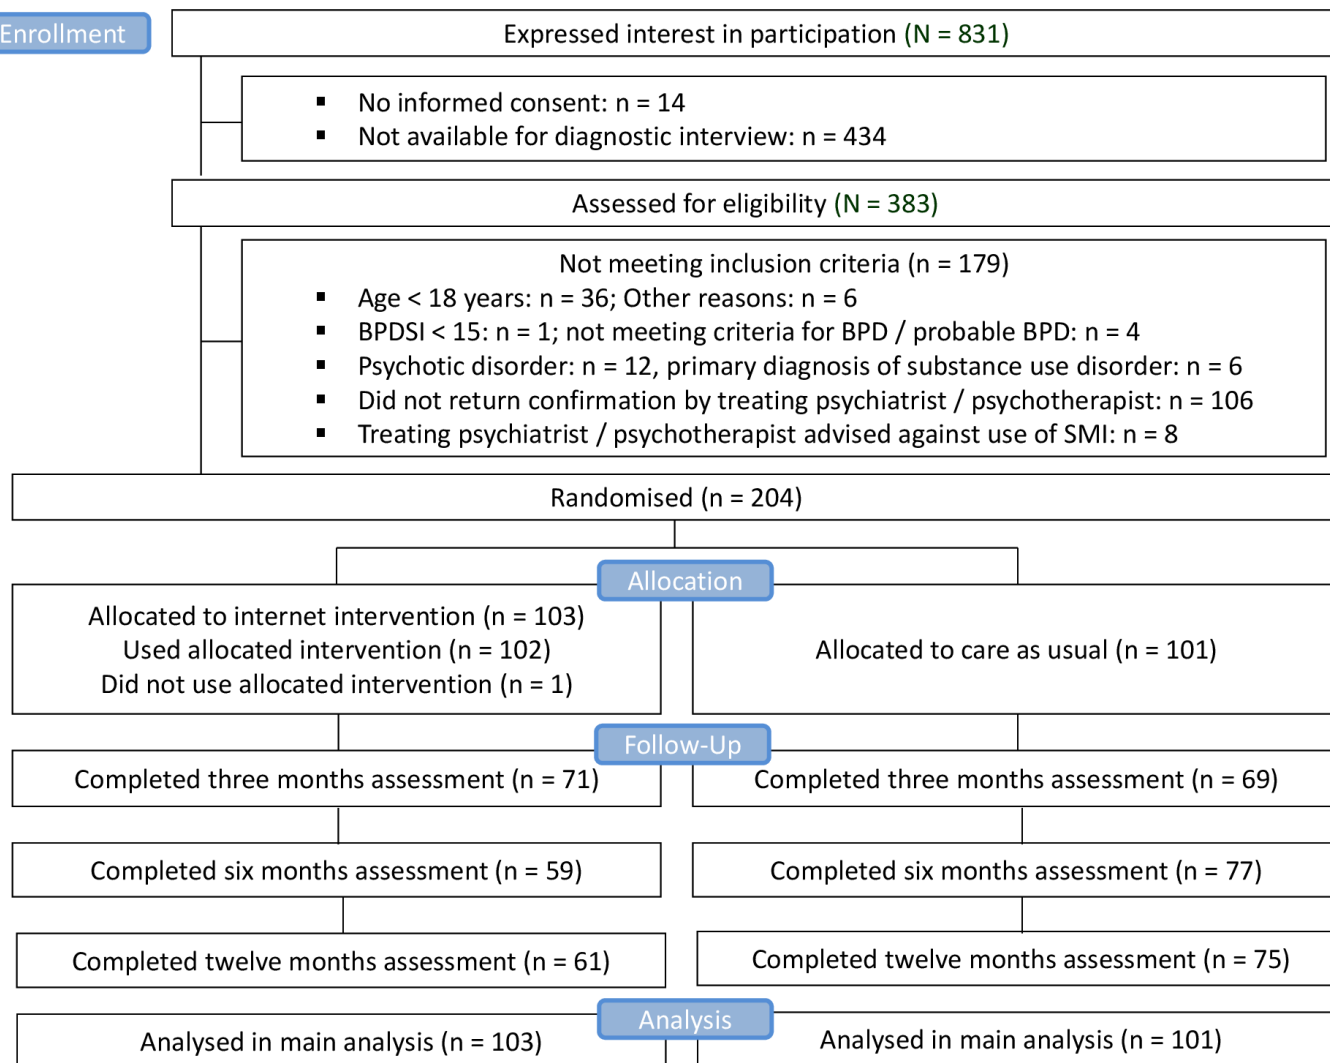 Enrollment
Expressed interest in participation (N = 831)
▪ No informed consent: n = 14
▪ Not available for diagnostic interview: n = 434
Assessed for eligibility (N = 383)
Not meeting inclusion criteria (n = 179)
▪ Age < 18 years: n = 36; Other reasons: n = 6
▪ BPDSI < 15: n = 1; not meeting criteria for BPD / probable BPD: n = 4
▪ Psychotic disorder: n = 12, primary diagnosis of substance use disorder: n = 6
▪ Did not return confirmation by treating psychiatrist / psychotherapist: n = 106
▪ Treating psychiatrist / psychotherapist advised against use of SMI: n = 8
Randomised (n = 204)
Allocation
Allocated to internet intervention (n = 103)
Used allocated intervention (n = 102)
Did not use allocated intervention (n = 1)
Allocated to care as usual (n = 101)
Follow-Up
Completed three months assessment (n = 71)
Completed three months assessment (n = 69)
Completed six months assessment (n = 59)
Completed six months assessment (n = 77)
Completed twelve months assessment (n = 61)
Completed twelve months assessment (n = 75)
Analysis
Analysed in main analysis (n = 103)
Analysed in main analysis (n = 101)